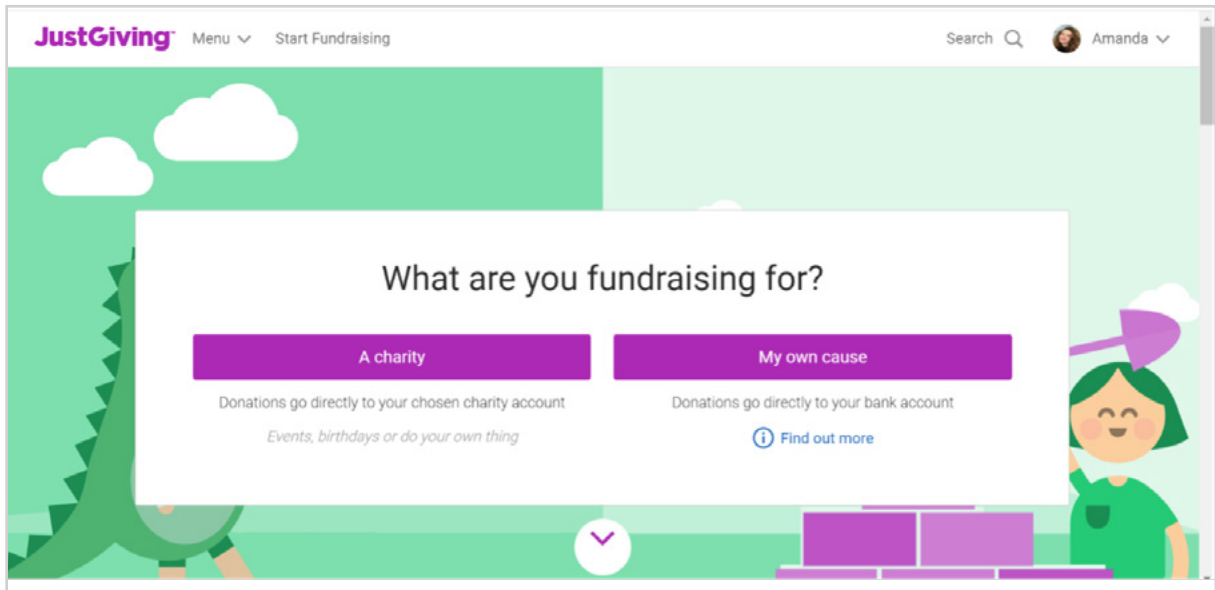 JustGiving™ Menu Start Fundraising Search Amanda
What are you fundraising for?
A charity My own cause
Donations go directly to your chosen charity account Donations go directly to your bank account
Events, birthdays or do your own thing Find out more